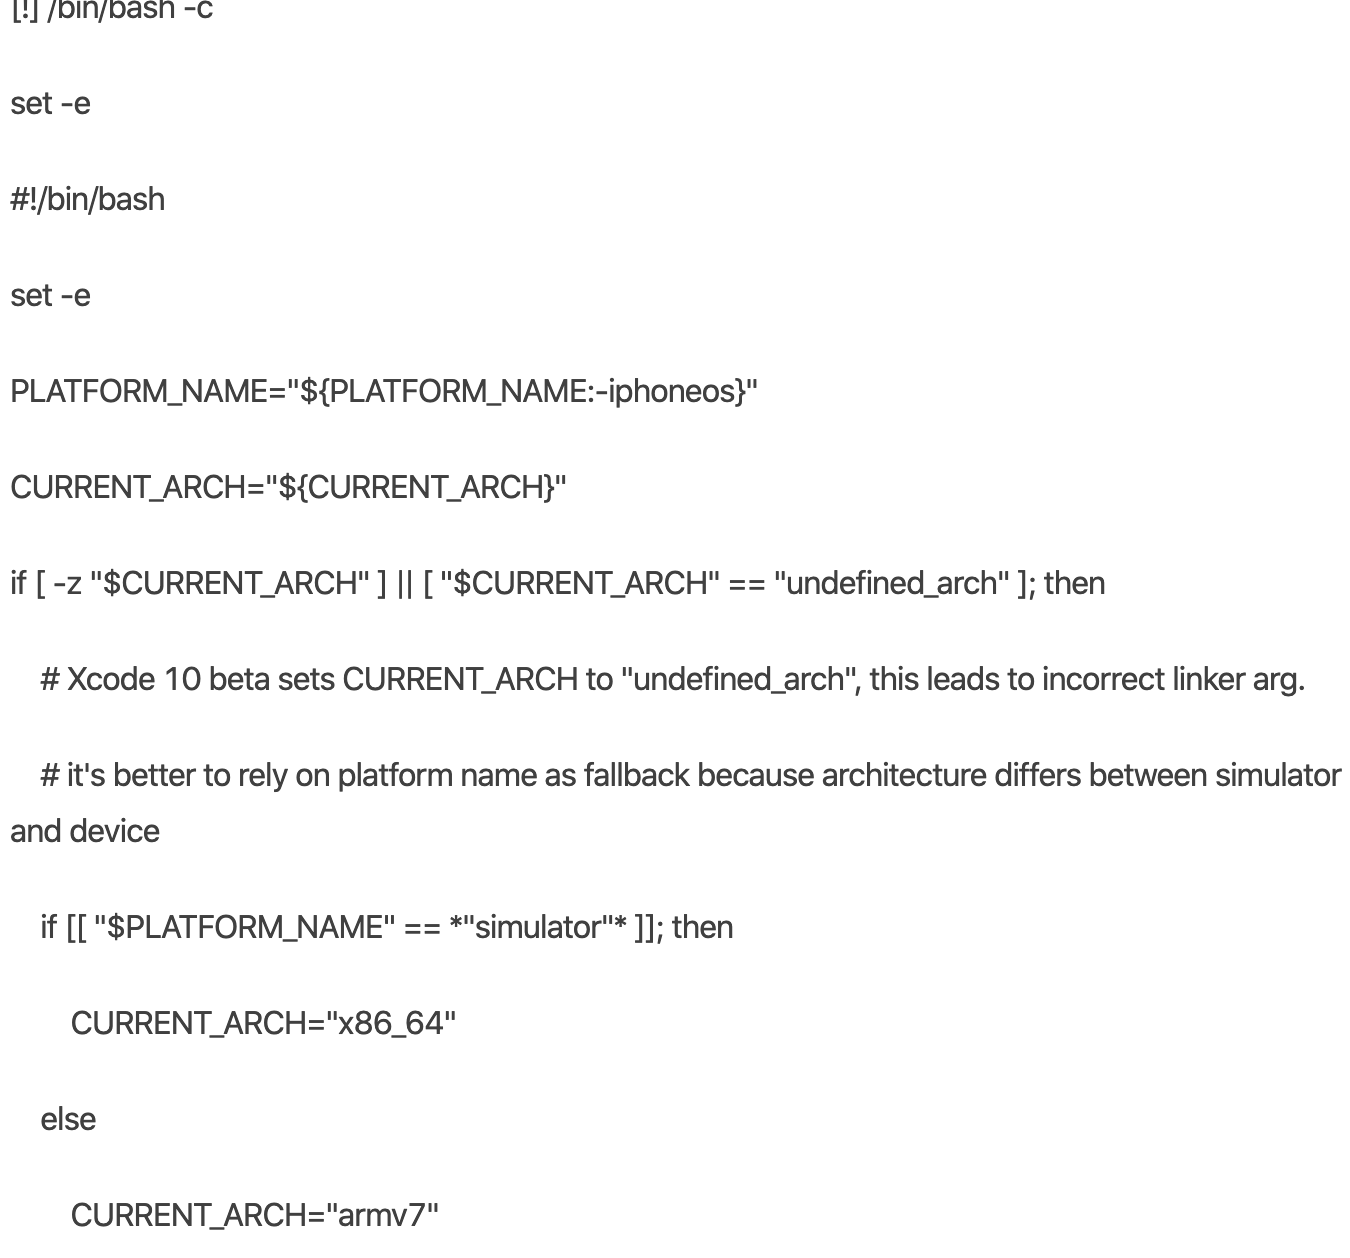 [!] /bin/bash -c
set -e
#!/bin/bash
set -e
PLATFORM_NAME="${PLATFORM_NAME:-iphoneos}"
CURRENT_ARCH="${CURRENT_ARCH}"
if [ -z "$CURRENT_ARCH" ] || [ "$CURRENT_ARCH" == "undefined_arch" ]; then
    # Xcode 10 beta sets CURRENT_ARCH to "undefined_arch", this leads to incorrect linker arg.
    # it's better to rely on platform name as fallback because architecture differs between simulator
and device
    if [[ "$PLATFORM_NAME" == *"simulator"* ]]; then
        CURRENT_ARCH="x86_64"
    else
        CURRENT_ARCH="armv7"